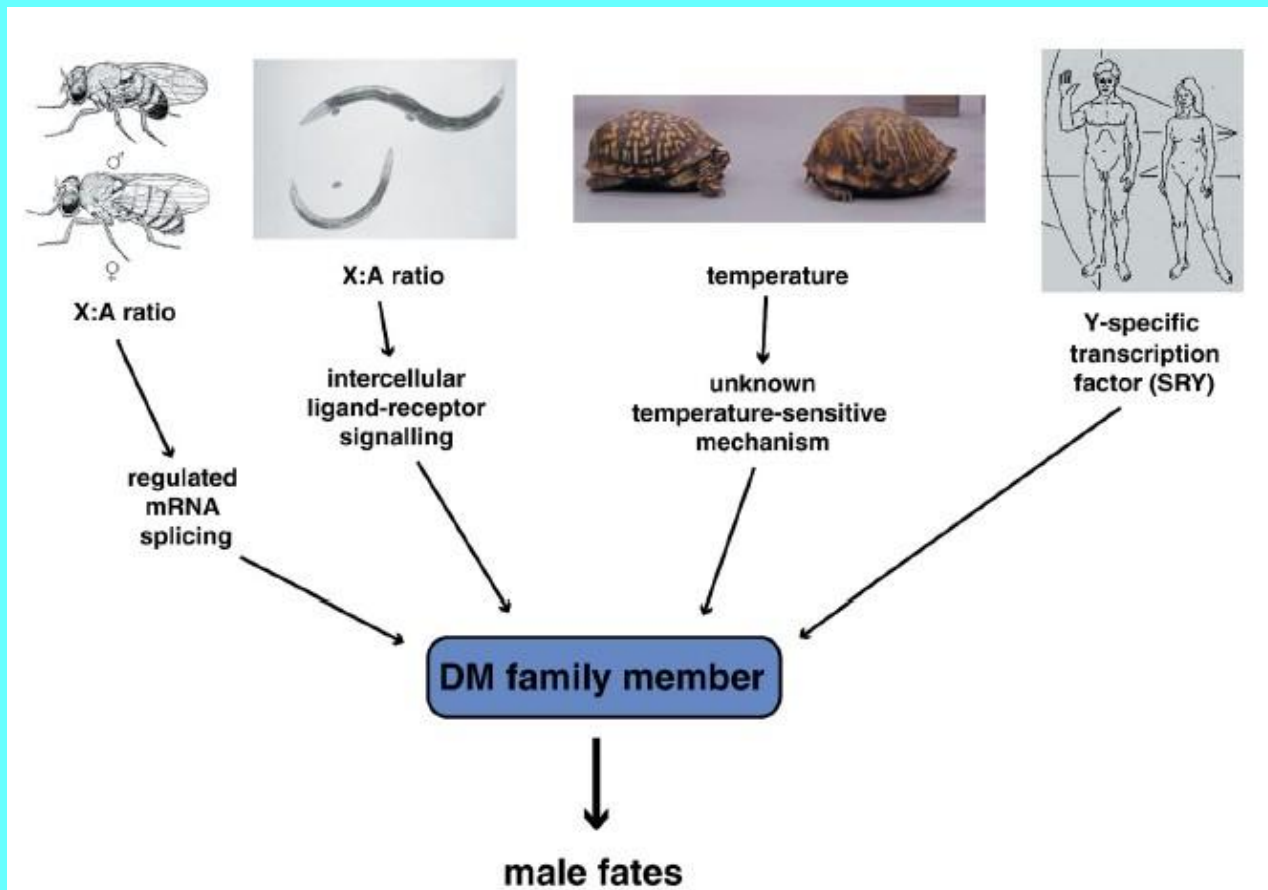 ♂
♀
X:A ratio
regulated
mRNA
splicing
X:A ratio
intercellular
ligand-receptor
signalling
temperature
unknown
temperature-sensitive
mechanism
Y-specific
transcription
factor (SRY)
DM family member
male fates